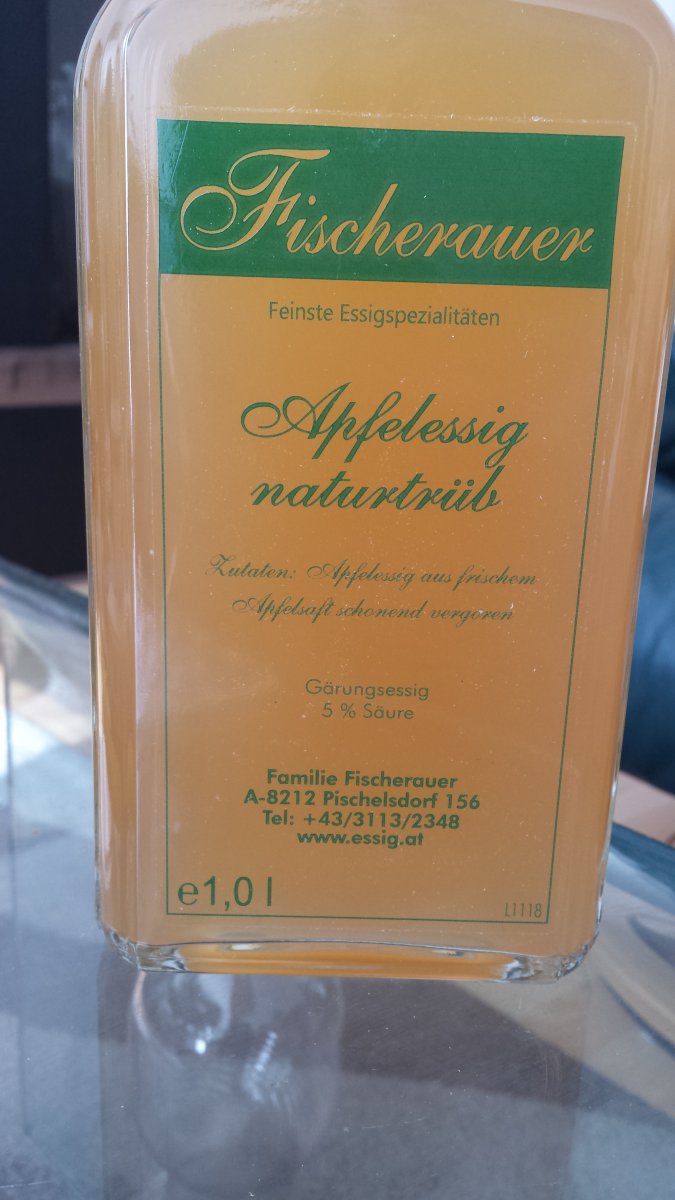 Fischerauer
Feinste Essigspezialitäten
Apfelessig
naturtrüb
Zutaten: Apfelessig aus frischem
Apfelsaft schonend vergoren
Gärungsessig
5 % Säure
Familie Fischerauer
A-8212 Pischelsdorf 156
Tel: +43/3113/2348
www.essig.at
℮1,0 l
L1118